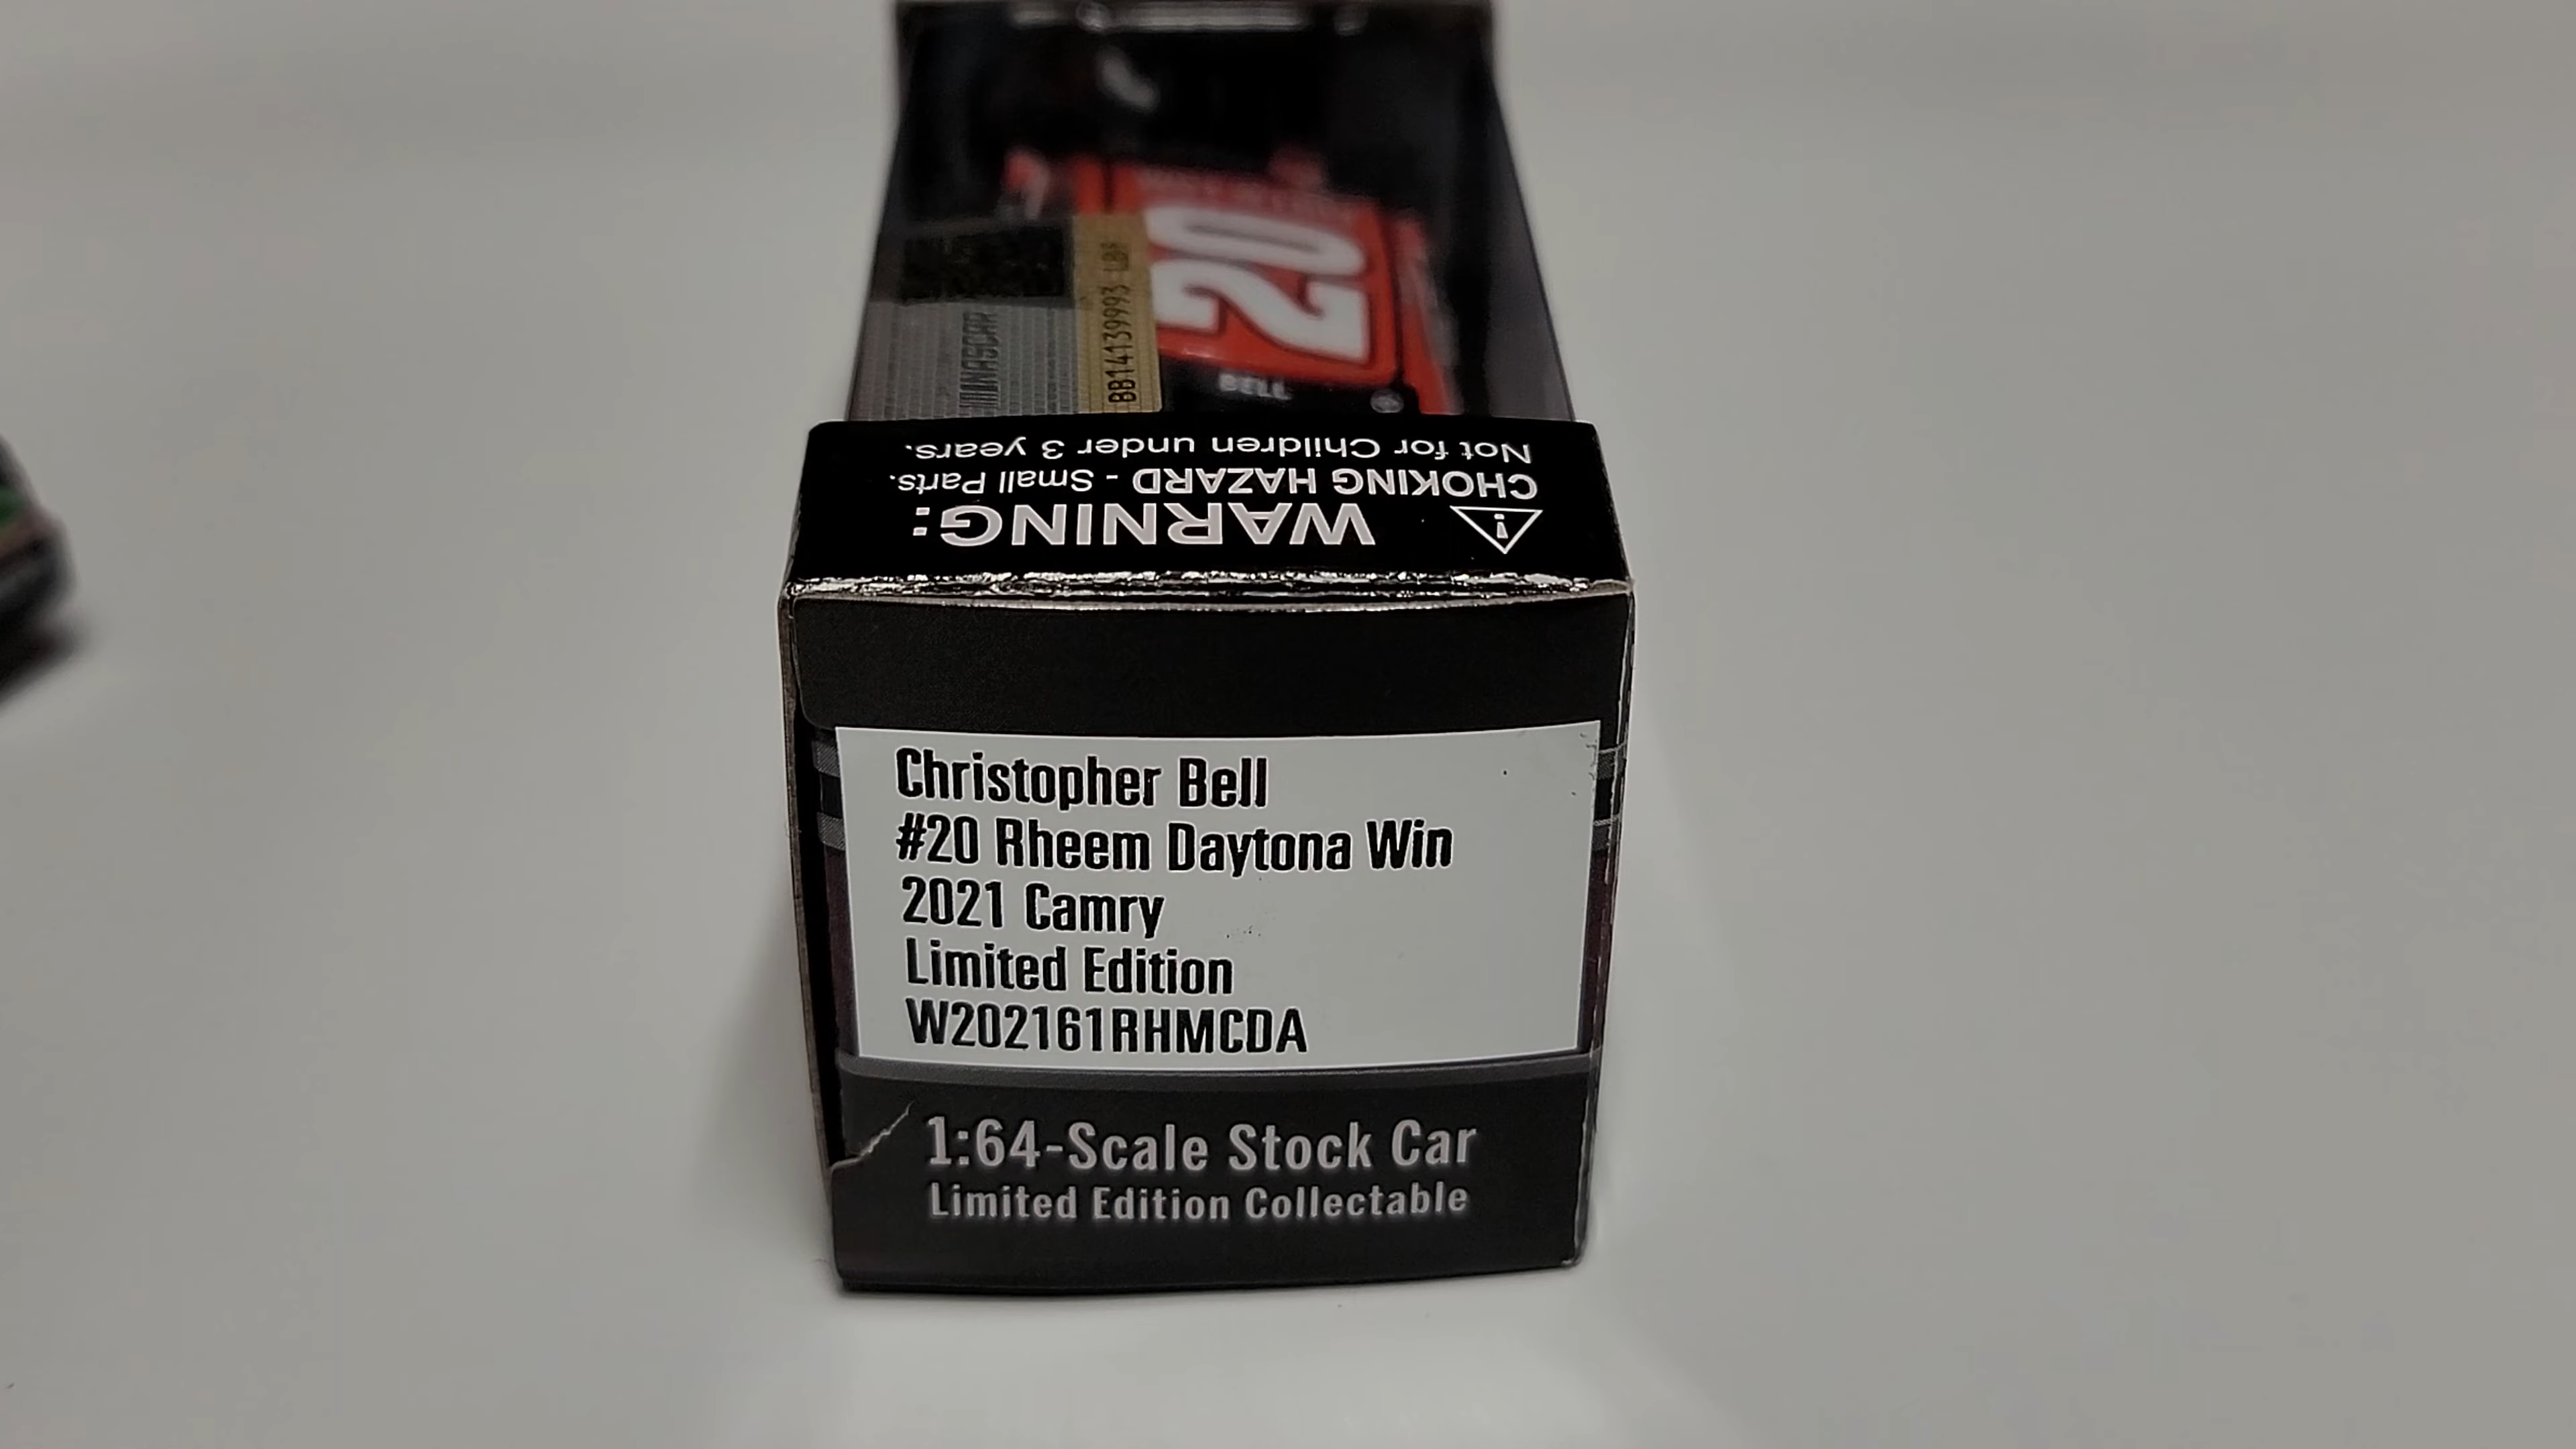 20
BELL
NASCAR
BB14139993
WARNING:
CHOKING HAZARD - Small Parts.
Not for Children under 3 years.
Christopher Bell
#20 Rheem Daytona Win
2021 Camry
Limited Edition
W202161RHMCDA
1:64-Scale Stock Car
Limited Edition Collectable